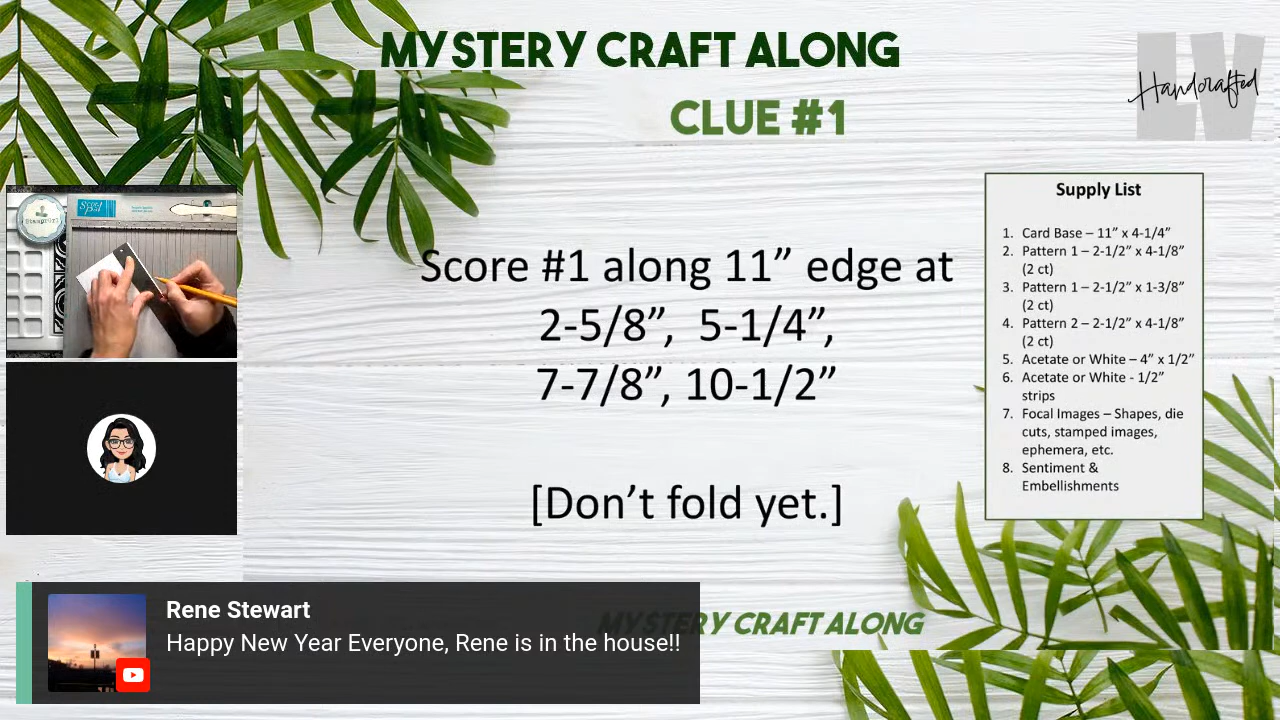 MYSTERY CRAFT ALONG
CLUE #1
LV
Handcrafted
Score #1 along 11” edge at
2-5/8”, 5-1/4”,
7-7/8”, 10-1/2”
[Don’t fold yet.]
Supply List
1. Card Base – 11” x 4-1/4”
2. Pattern 1 – 2-1/2” x 4-1/8”
(2 ct)
3. Pattern 1 – 2-1/2” x 1-3/8”
(2 ct)
4. Pattern 2 – 2-1/2” x 4-1/8”
(2 ct)
5. Acetate or White – 4” x 1/2”
6. Acetate or White - 1/2”
strips
7. Focal Images – Shapes, die
cuts, stamped images,
ephemera, etc.
8. Sentiment &
Embellishments
MYSTERY CRAFT ALONG
Rene Stewart
Happy New Year Everyone, Rene is in the house!!